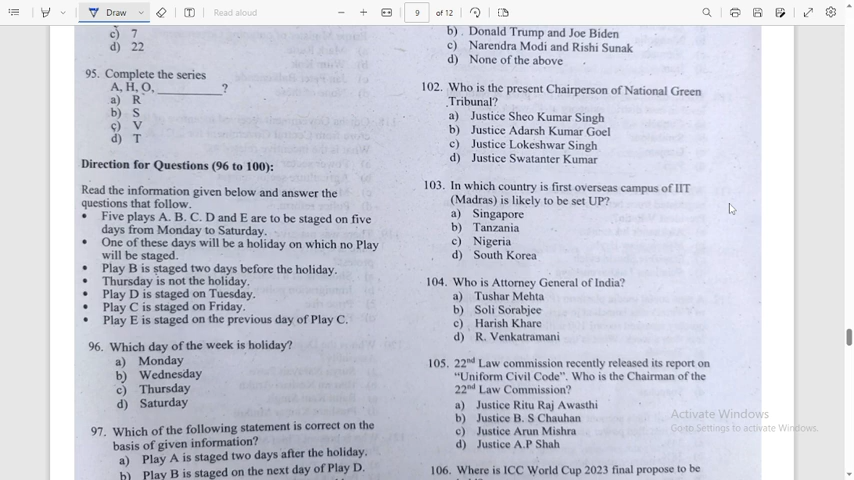 Draw
Read aloud
9 of 12
c) 7
d) 22
95. Complete the series
A, H, O, __________?
a) R
b) S
c) V
d) T
Direction for Questions (96 to 100):
Read the information given below and answer the
questions that follow.
• Five plays A. B. C. D and E are to be staged on five
days from Monday to Saturday.
• One of these days will be a holiday on which no Play
will be staged.
• Play B is staged two days before the holiday.
• Thursday is not the holiday.
• Play D is staged on Tuesday.
• Play C is staged on Friday.
• Play E is staged on the previous day of Play C.
96. Which day of the week is holiday?
a) Monday
b) Wednesday
c) Thursday
d) Saturday
97. Which of the following statement is correct on the
basis of given information?
a) Play A is staged two days after the holiday.
b) Play B is staged on the next day of Play D.
b) Donald Trump and Joe Biden
c) Narendra Modi and Rishi Sunak
d) None of the above
102. Who is the present Chairperson of National Green
Tribunal?
a) Justice Sheo Kumar Singh
b) Justice Adarsh Kumar Goel
c) Justice Lokeshwar Singh
d) Justice Swatanter Kumar
103. In which country is first overseas campus of IIT
(Madras) is likely to be set UP?
a) Singapore
b) Tanzania
c) Nigeria
d) South Korea
104. Who is Attorney General of India?
a) Tushar Mehta
b) Soli Sorabjee
c) Harish Khare
d) R. Venkatramani
105. 22nd Law commission recently released its report on
"Uniform Civil Code". Who is the Chairman of the
22nd Law Commission?
a) Justice Ritu Raj Awasthi
b) Justice B. S Chauhan
c) Justice Arun Mishra
d) Justice A.P Shah
106. Where is ICC World Cup 2023 final propose to be
Activate Windows
Go to Settings to activate Windows.